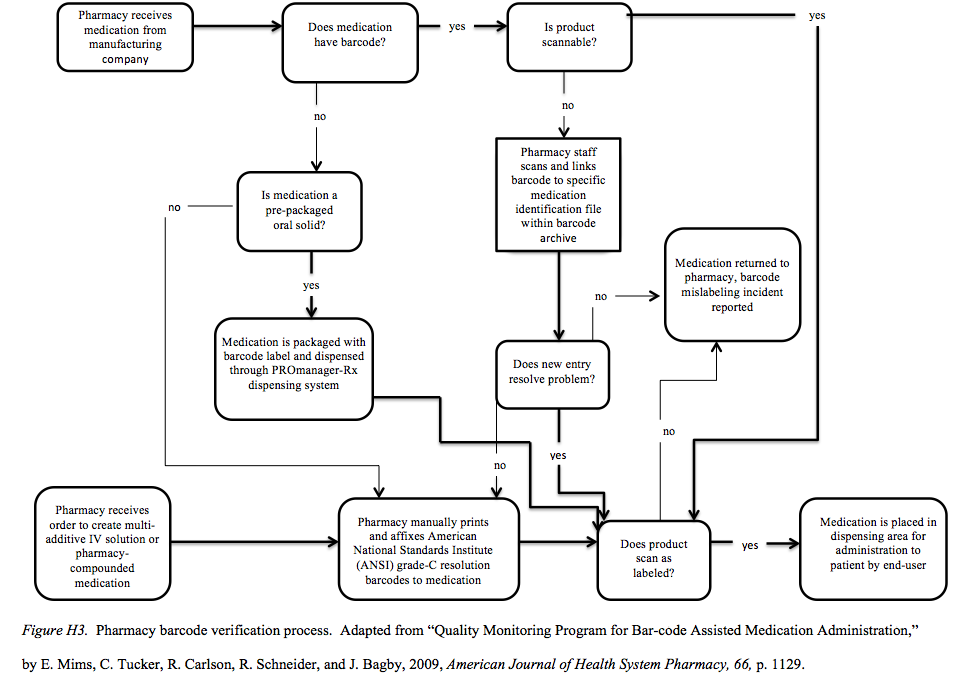 Pharmacy receives
medication from
manufacturing
company
Does medication
have barcode?
yes
Is product
scannable?
yes
no
no
Pharmacy staff
scans and links
barcode to specific
medication
identification file
within barcode
archive
Is medication a
pre-packaged
oral solid?
no
yes
Medication returned to
pharmacy, barcode
mislabeling incident
reported
no
Medication is packaged with
barcode label and dispensed
through PROmanager-Rx
dispensing system
Does new entry
resolve problem?
no
yes
no
Pharmacy receives
order to create multi-
additive IV solution or
pharmacy-
compounded
medication
Pharmacy manually prints
and affixes American
National Standards Institute
(ANSI) grade-C resolution
barcodes to medication
Does product
scan as
labeled?
yes
Medication is placed in
dispensing area for
administration to
patient by end-user
Figure H3. Pharmacy barcode verification process. Adapted from “Quality Monitoring Program for Bar-code Assisted Medication Administration,”
by E. Mims, C. Tucker, R. Carlson, R. Schneider, and J. Bagby, 2009, American Journal of Health System Pharmacy, 66, p. 1129.